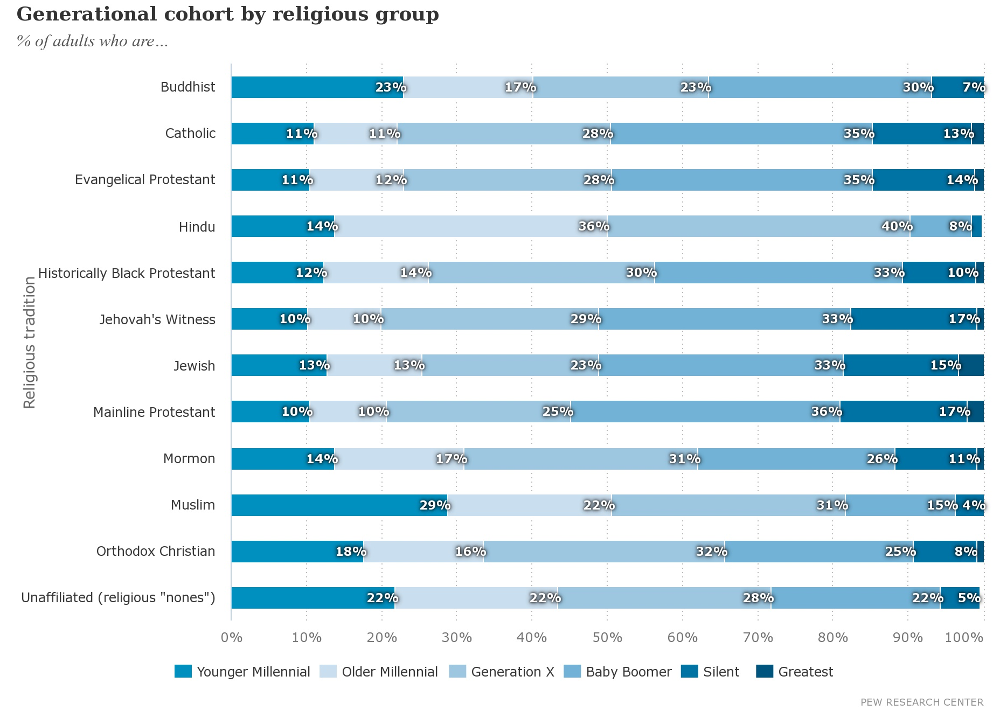 Generational cohort by religious group
% of adults who are...
Religious tradition
Buddhist 23% 17% 23% 30% 7%
Catholic 11% 11% 28% 35% 13%
Evangelical Protestant 11% 12% 28% 35% 14%
Hindu 14% 36% 40% 8%
Historically Black Protestant 12% 14% 30% 33% 10%
Jehovah's Witness 10% 10% 29% 33% 17%
Jewish 13% 13% 23% 33% 15%
Mainline Protestant 10% 10% 25% 36% 17%
Mormon 14% 17% 31% 26% 11%
Muslim 29% 22% 31% 15% 4%
Orthodox Christian 18% 16% 32% 25% 8%
Unaffiliated (religious "nones") 22% 22% 28% 22% 5%
0% 10% 20% 30% 40% 50% 60% 70% 80% 90% 100%
Younger Millennial Older Millennial Generation X Baby Boomer Silent Greatest
PEW RESEARCH CENTER